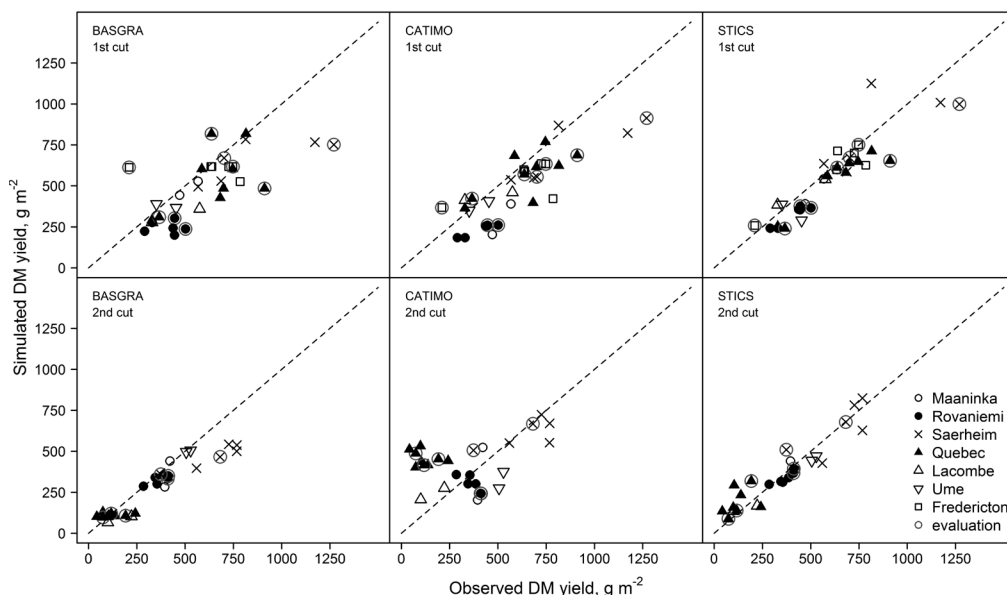 BASGRA
1st cut
CATIMO
1st cut
STICS
1st cut
1250
1000
750
500
250
0
BASGRA
2nd cut
CATIMO
2nd cut
STICS
2nd cut
1250
1000
750
500
250
0
Maaninka
Rovaniemi
Saerheim
Quebec
Lacombe
Ume
Fredericton
evaluation
0 250 500 750 1000 1250 0 250 500 750 1000 1250 0 250 500 750 1000 1250
Simulated DM yield, g m⁻²
Observed DM yield, g m⁻²